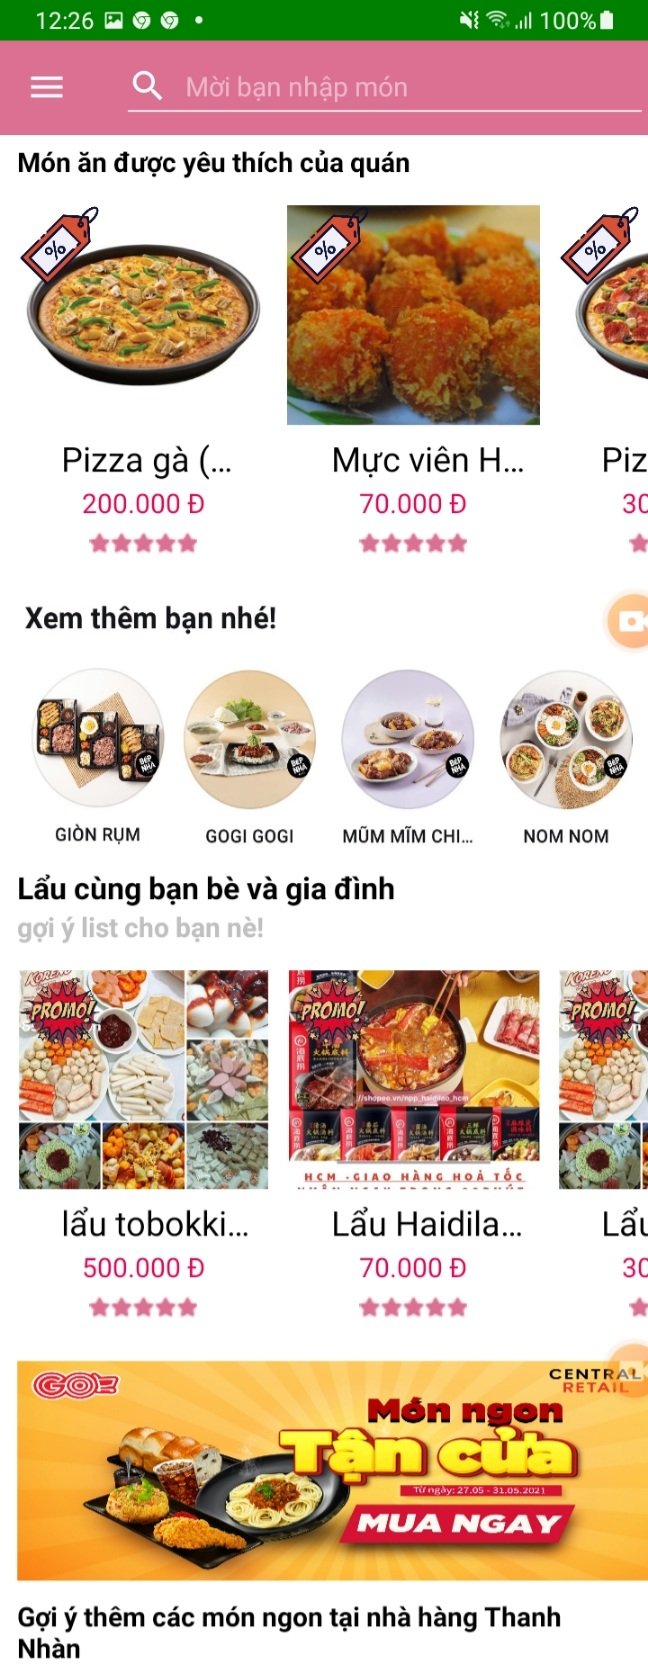 12:26
100%
Mời bạn nhập món
Món ăn được yêu thích của quán
%
%
%
Pizza gà (...
Mực viên H...
Piz
200.000 Đ
70.000 Đ
30
Xem thêm bạn nhé!
BẾP NHÀ
BẾP NHÀ
BẾP NHÀ
BẾP NHÀ
GIÒN RỤM
GOGI GOGI
MŨM MĨM CHI...
NOM NOM
Lẩu cùng bạn bè và gia đình
gợi ý list cho bạn nè!
PROMO!
PROMO!
PROMO!
/shopee.vn/npp_haidilao_hcm
HCM -GIAO HÀNG HOẢ TỐC
lẩu tobokki...
Lẩu Haidila...
Lẩu
500.000 Đ
70.000 Đ
30
GO!
CENTRAL
RETAIL
Món ngon
Tận cửa
Từ ngày: 27.05 - 31.05.2021
MUA NGAY
Gợi ý thêm các món ngon tại nhà hàng Thanh
Nhàn